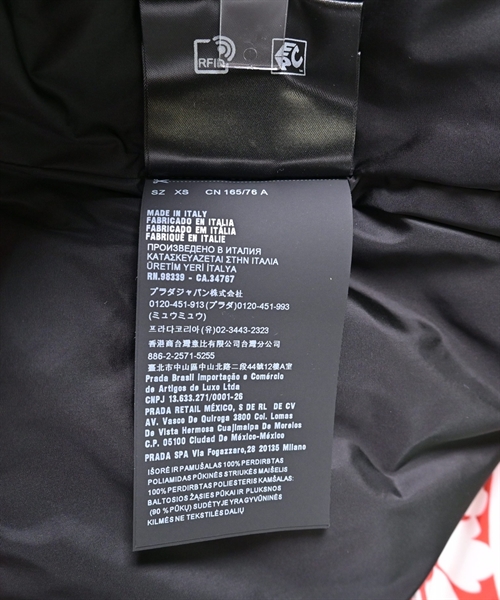 RFID
EPC
SZ XS CN 165/76 A
MADE IN ITALY
FABRICADO EN ITALIA
FABRICADO EM ITÁLIA
FABRIQUÉ EN ITALIE
ПРОИЗВЕДЕНО В ИТАЛИЯ
ΚΑΤΑΣΚΕΥΑΖΕΤΑΙ ΣΤΗΝ ΙΤΑΛΙΑ
ÜRETİM YERİ İTALYA
RN.98339 - CA.34767
プラダジャパン株式会社
0120-451-913 (プラダ)0120-451-993
(ミュウミュウ)
프라다코리아 (유) 02-3443-2323
香港商台灣普比有限公司台灣分公司
886-2-2571-5255
臺北市中山區中山北路二段44號12樓A室
Prada Brasil Importação e Comércio
de Artigos de Luxo Ltda
CNPJ 13.633.271/0001-26
PRADA RETAIL MÉXICO, S DE RL DE CV
AV. Vasco De Quiroga 3800 Col. Lomas
De Vista Hermosa Cuajimalpa De Morelos
C.P. 05100 Ciudad De México-México
PRADA SPA Via Fogazzaro,28 20135 Milano
IŠORĖ IR PAMUŠALAS 100% PERDIRBTAS
POLIAMIDAS PŪKINĖS STRIUKĖS MAIŠELIS
100% PERDIRBTAS POLIESTERIS KAMŠALAS:
BALTOSIOS ŽĄSIES PŪKAI IR PLUKSNOS
(90 % PŪKŲ) SUDĖTYJE YRA GYVŪNINĖS
KILMĖS NE TEKSTILĖS DALIŲ